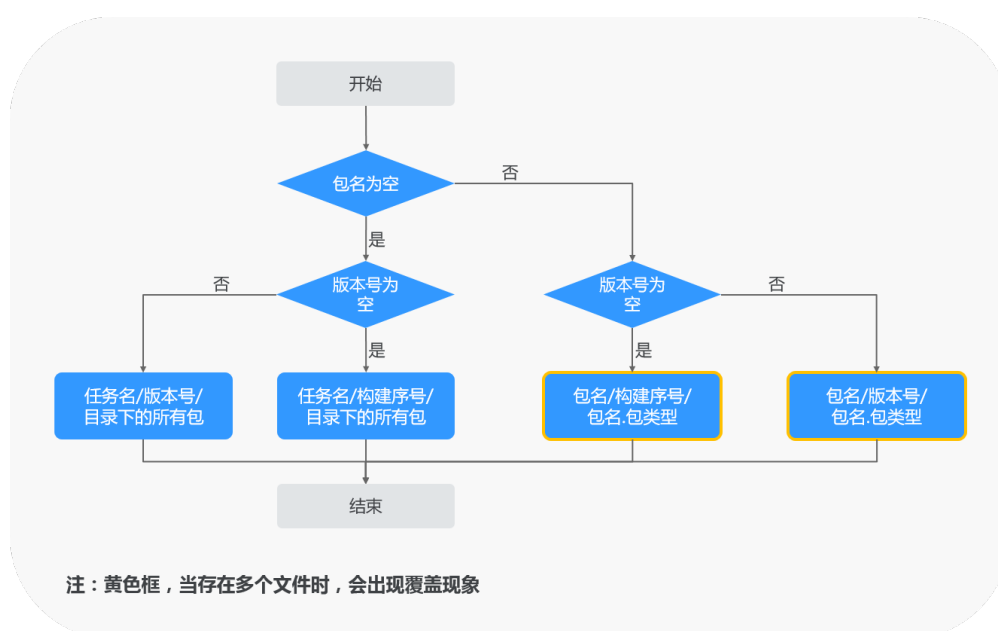 开始
包名为空
否
是
版本号为
空
否
版本号为
空
否
是
是
任务名/版本号/
目录下的所有包
任务名/构建序号/
目录下的所有包
包名/构建序号/
包名.包类型
包名/版本号/
包名.包类型
结束
注：黄色框，当存在多个文件时，会出现覆盖现象